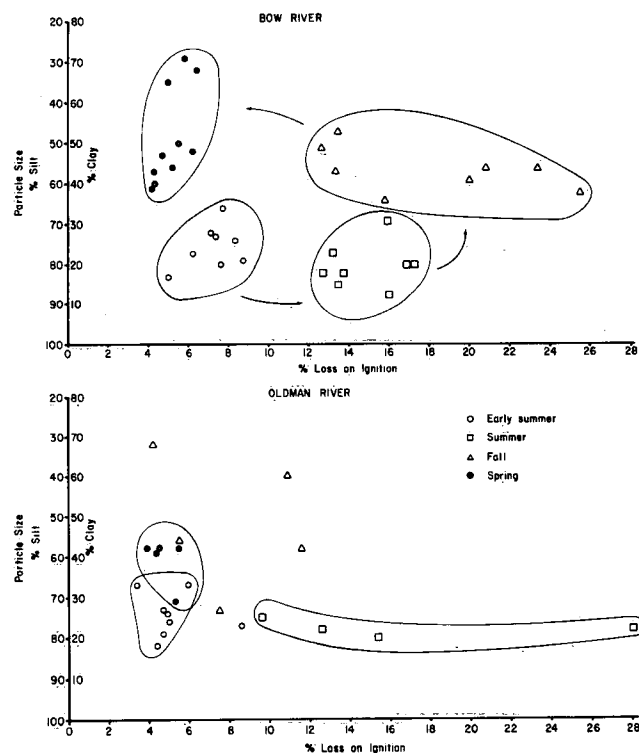 BOW RIVER
20 80
30 70
40 60
50 50
60 40
70 30
80 20
90 10
100
Particle Size
% Silt
% Clay
0 2 4 6 8 10 12 14 16 18 20 22 24 26 28
% Loss on Ignition
OLDMAN RIVER
20 80
30 70
40 60
50 50
60 40
70 30
80 20
90 10
100
Particle Size
% Silt
% Clay
Early summer
Summer
Fall
Spring
0 2 4 6 8 10 12 14 16 18 20 22 24 26 28
% Loss on Ignition